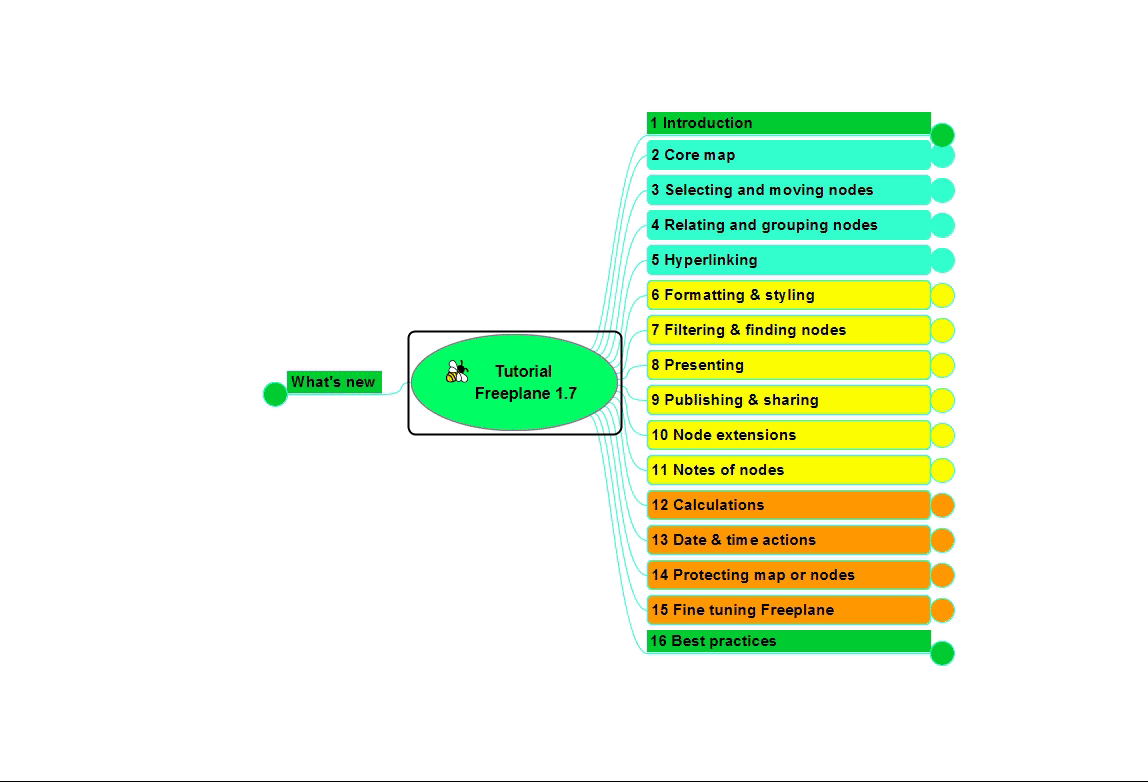 What's new
Tutorial
Freeplane 1.7
1 Introduction
2 Core map
3 Selecting and moving nodes
4 Relating and grouping nodes
5 Hyperlinking
6 Formatting & styling
7 Filtering & finding nodes
8 Presenting
9 Publishing & sharing
10 Node extensions
11 Notes of nodes
12 Calculations
13 Date & time actions
14 Protecting map or nodes
15 Fine tuning Freeplane
16 Best practices